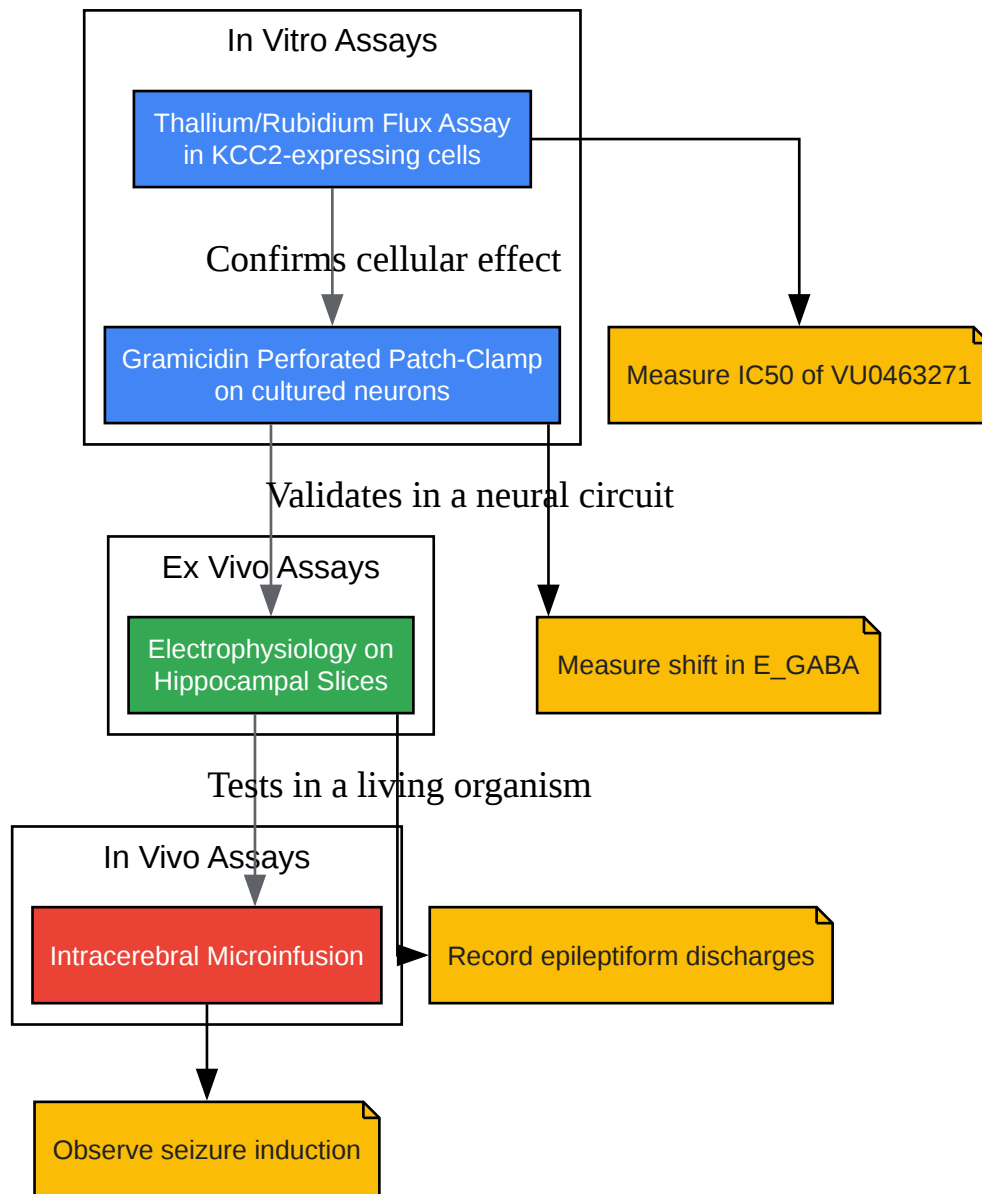 In Vitro Assays
Thallium/Rubidium Flux Assay
in KCC2-expressing cells
Confirms cellular effect
Gramicidin Perforated Patch-Clamp
on cultured neurons
Measure IC50 of VU0463271
Validates in a neural circuit
Ex Vivo Assays
Electrophysiology on
Hippocampal Slices
Measure shift in E_GABA
Tests in a living organism
In Vivo Assays
Intracerebral Microinfusion
Record epileptiform discharges
Observe seizure induction